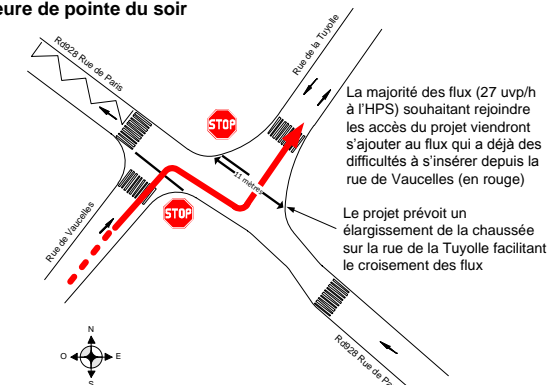 eure de pointe du soir
Rd928 Rue de Paris
Rue de la Tuyolle
STOP
11 mètres
STOP
Rue de Vaucelles
La majorité des flux (27 uvp/h
à l'HPS) souhaitant rejoindre
les accès du projet viendront
s'ajouter au flux qui a déjà des
difficultés à s'insérer depuis la
rue de Vaucelles (en rouge)
Le projet prévoit un
élargissement de la chaussée
sur la rue de la Tuyolle facilitant
le croisement des flux
Rd928 Rue de Pa
N
O
E
S